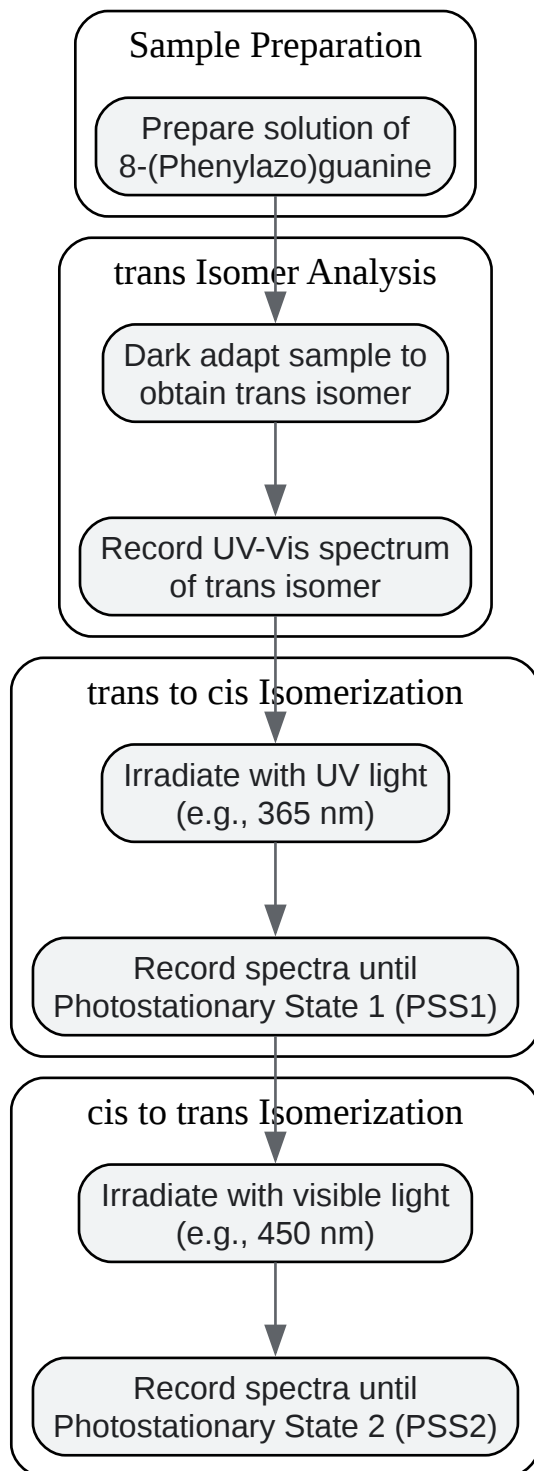 Sample Preparation
Prepare solution of
8-(Phenylazo)guanine
trans Isomer Analysis
Dark adapt sample to
obtain trans isomer
Record UV-Vis spectrum
of trans isomer
trans to cis Isomerization
Irradiate with UV light
(e.g., 365 nm)
Record spectra until
Photostationary State 1 (PSS1)
cis to trans Isomerization
Irradiate with visible light
(e.g., 450 nm)
Record spectra until
Photostationary State 2 (PSS2)